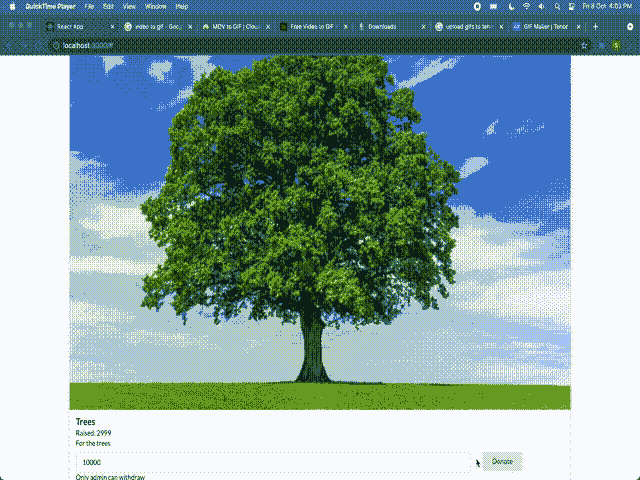 QuickTime Player File Edit View Window Help Fri 8 Oct 4:01 PM
React App video to gif - Goo MOV to GIF | Clou Free Video to GIF Downloads upload gifs to ten GIF Maker | Tenor
localhost:3000/#
Trees
Raised: 2999
For the trees
10000 Donate
Only admin can withdraw